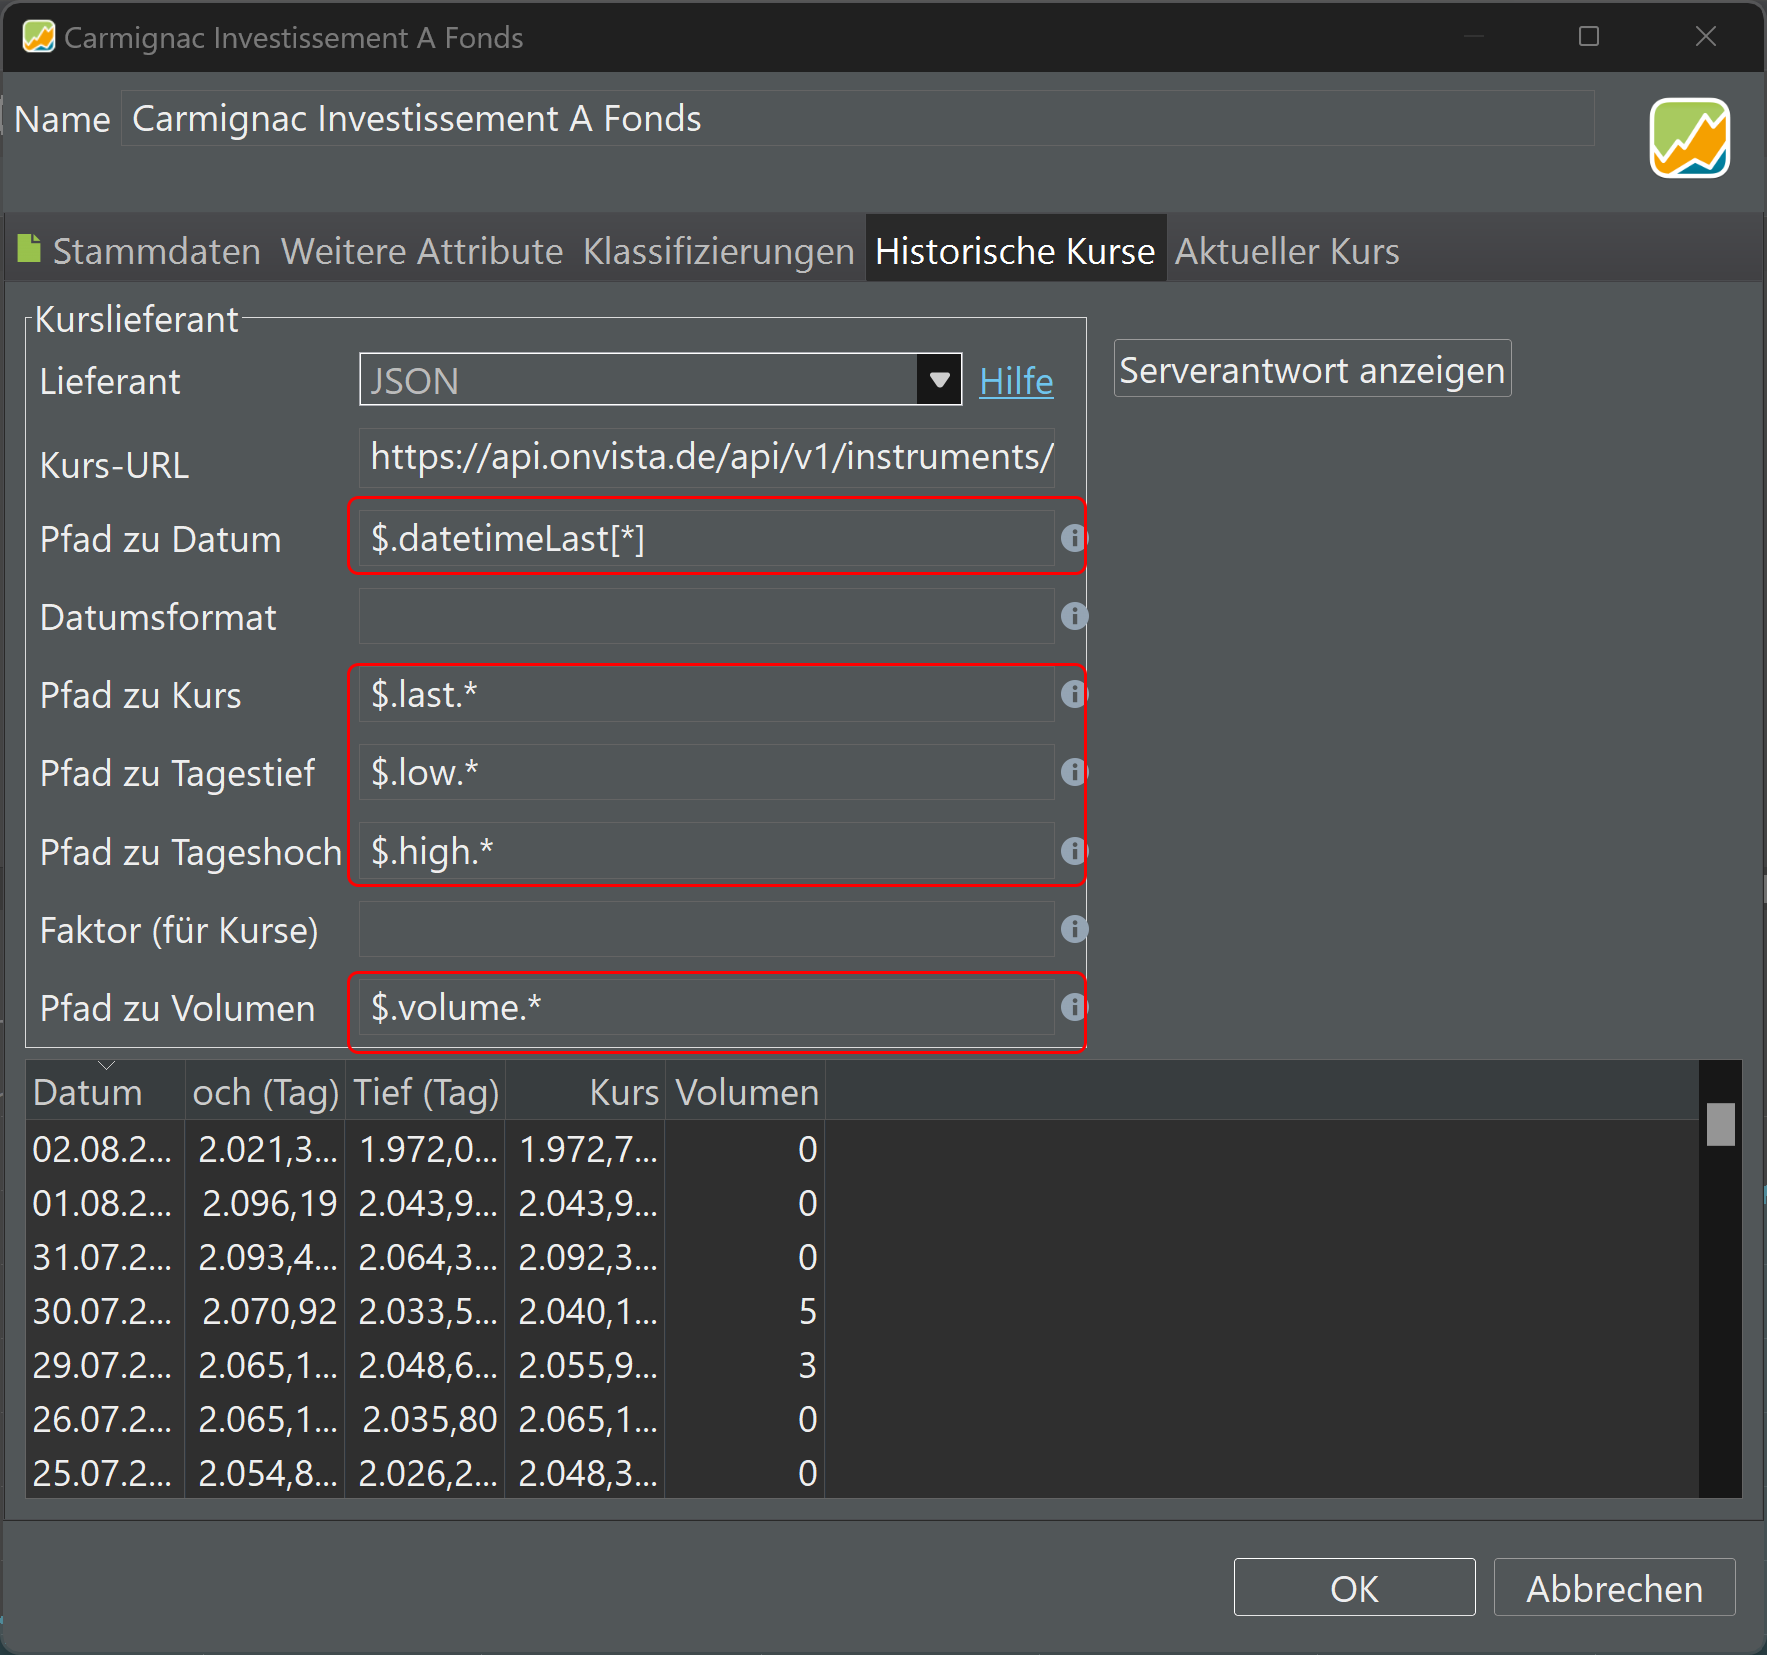 Carmignac Investissement A Fonds
Name Carmignac Investissement A Fonds
Stammdaten Weitere Attribute Klassifizierungen Historische Kurse Aktueller Kurs
Kurslieferant
Lieferant JSON Hilfe Serverantwort anzeigen
Kurs-URL https://api.onvista.de/api/v1/instruments/
Pfad zu Datum $.datetimeLast[*]
Datumsformat
Pfad zu Kurs $.last.*
Pfad zu Tagestief $.low.*
Pfad zu Tageshoch $.high.*
Faktor (für Kurse)
Pfad zu Volumen $.volume.*
Datum och (Tag) Tief (Tag) Kurs Volumen
02.08.2... 2.021,3... 1.972,0... 1.972,7... 0
01.08.2... 2.096,19 2.043,9... 2.043,9... 0
31.07.2... 2.093,4... 2.064,3... 2.092,3... 0
30.07.2... 2.070,92 2.033,5... 2.040,1... 5
29.07.2... 2.065,1... 2.048,6... 2.055,9... 3
26.07.2... 2.065,1... 2.035,80 2.065,1... 0
25.07.2... 2.054,8... 2.026,2... 2.048,3... 0
OK Abbrechen